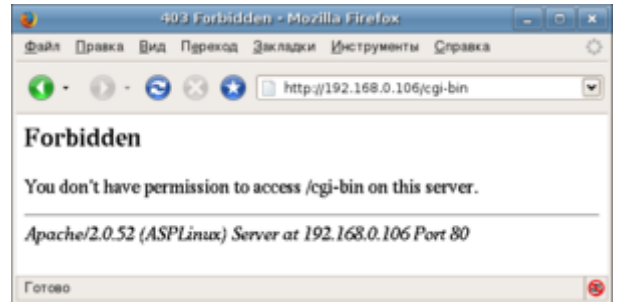 403 Forbidden - Mozilla Firefox
Файл Правка Вид Переход Закладки Инструменты Справка
http://192.168.0.106/cgi-bin
Forbidden
You don't have permission to access /cgi-bin on this server.
Apache/2.0.52 (ASPLinux) Server at 192.168.0.106 Port 80
Готово